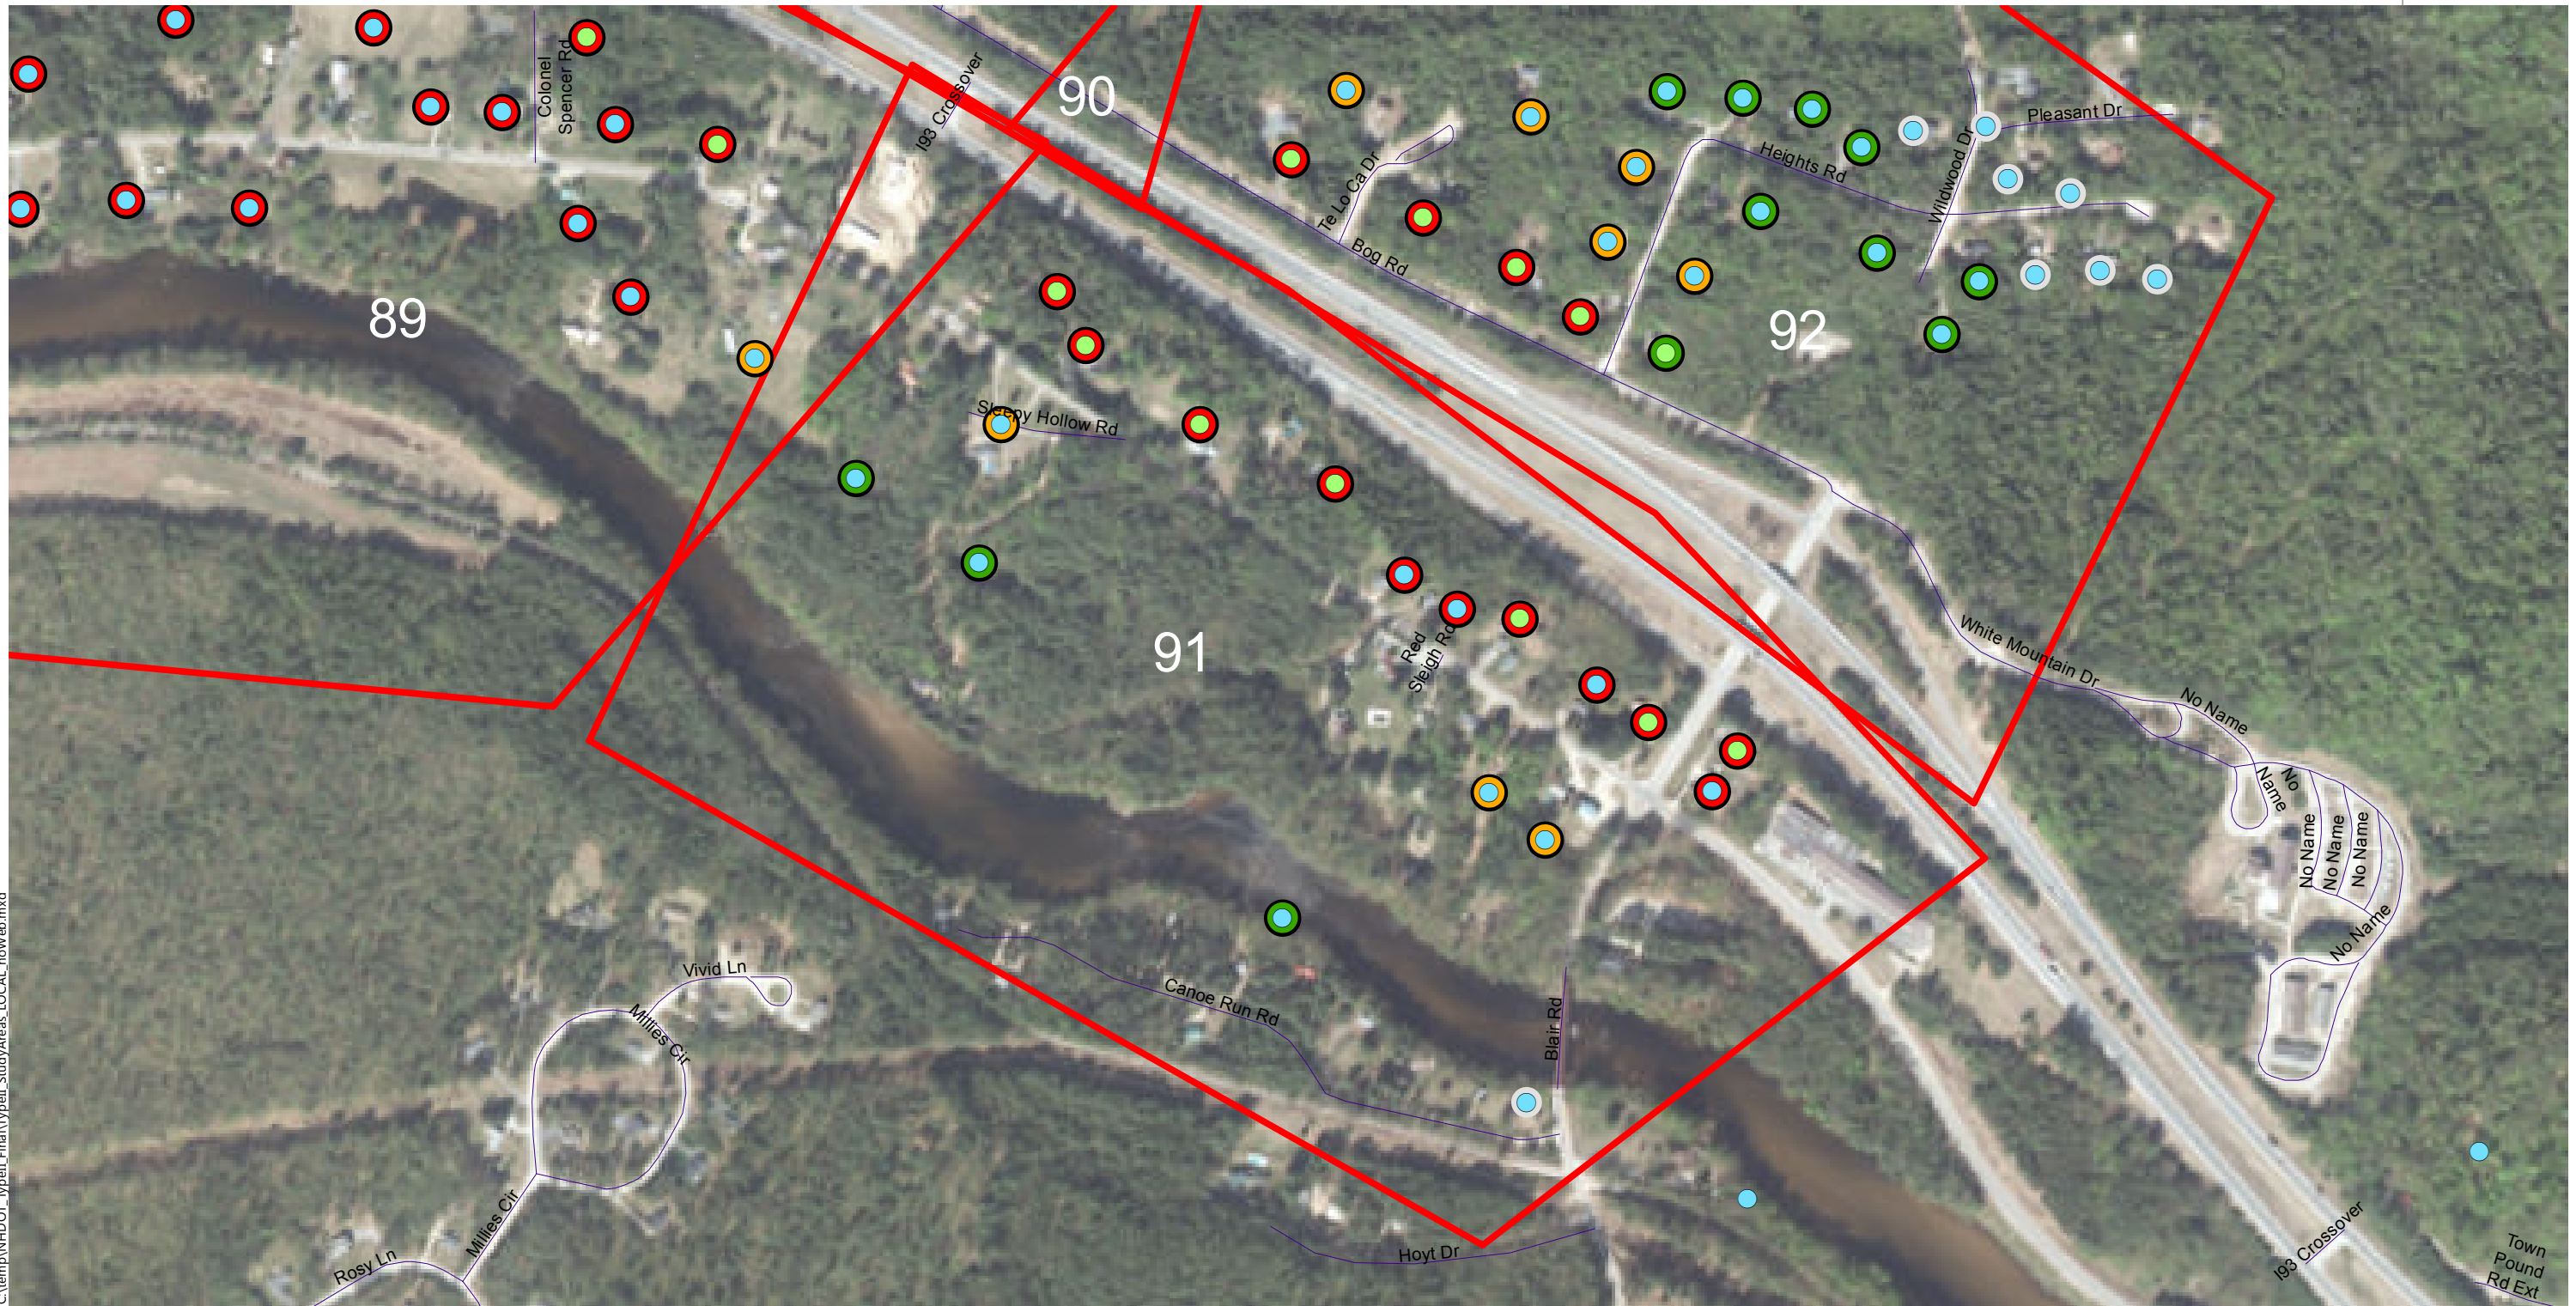 Colonel
Spencer Rd
I93 Crossover
90
Te Lo Ca Dr
Bog Rd
Heights Rd
Wildwood Dr
Pleasant Dr
89
92
Sleepy Hollow Rd
91
Red
Sleigh Rd
White Mountain Dr
No Name
No
Name
No Name
No Name
No Name
No Name
Vivid Ln
Millies Cir
Canoe Run Rd
Blair Rd
Millies Cir
Rosy Ln
Hoyt Dr
I93 Crossover
Town
Pound
Rd Ext